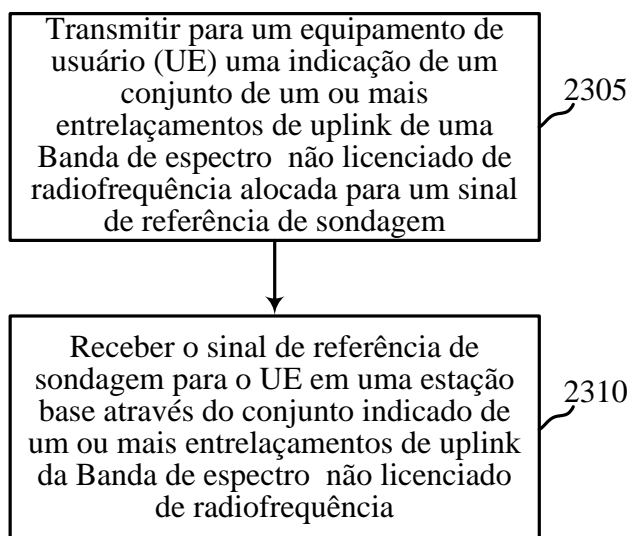 Transmitir para um equipamento de
usuário (UE) uma indicação de um
conjunto de um ou mais
entrelaçamentos de uplink de uma
Banda de espectro não licenciado de
radiofrequência alocada para um sinal
de referência de sondagem
2305
Receber o sinal de referência de
sondagem para o UE em uma estação
base através do conjunto indicado de
um ou mais entrelaçamentos de uplink
da Banda de espectro não licenciado
de radiofrequência
2310